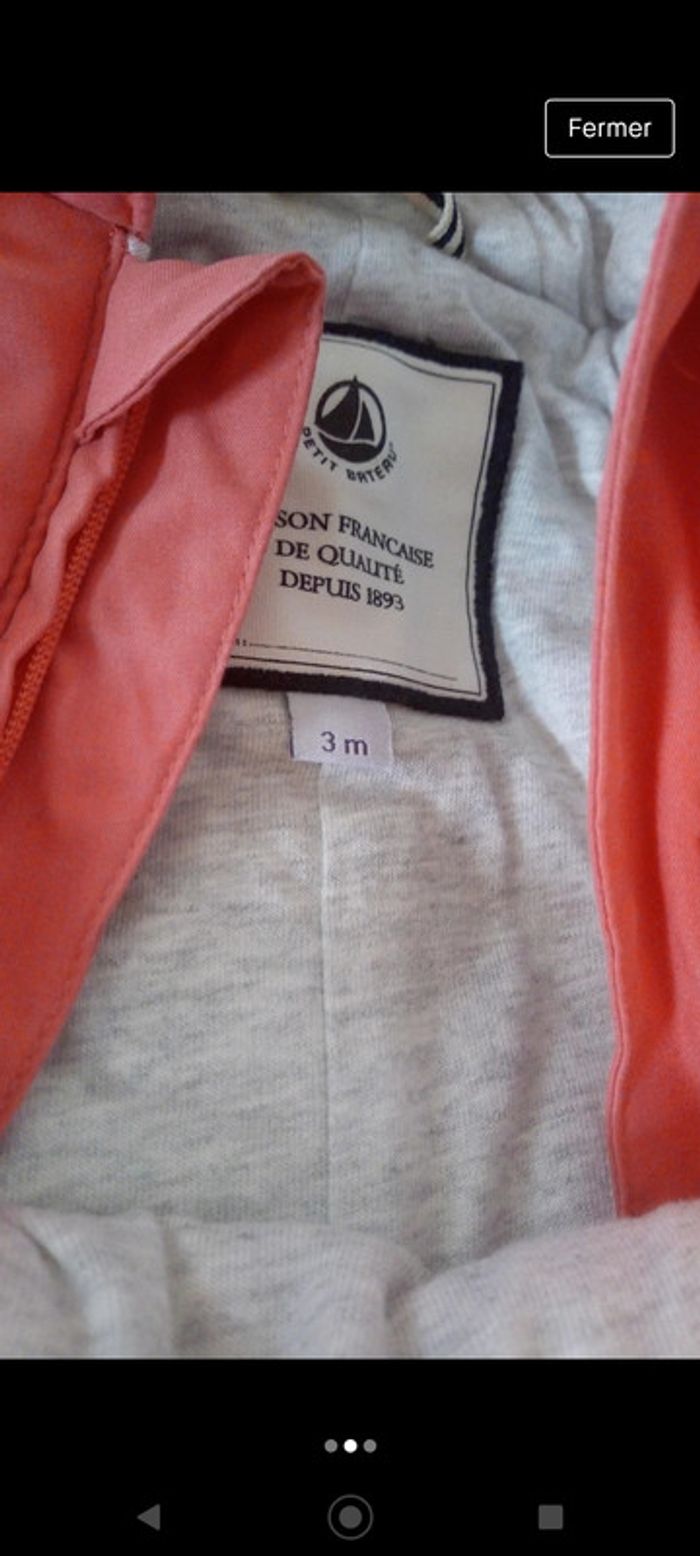 Fermer
PETIT BATEAU
SON FRANCAISE
DE QUALITÉ
DEPUIS 1893
3 m